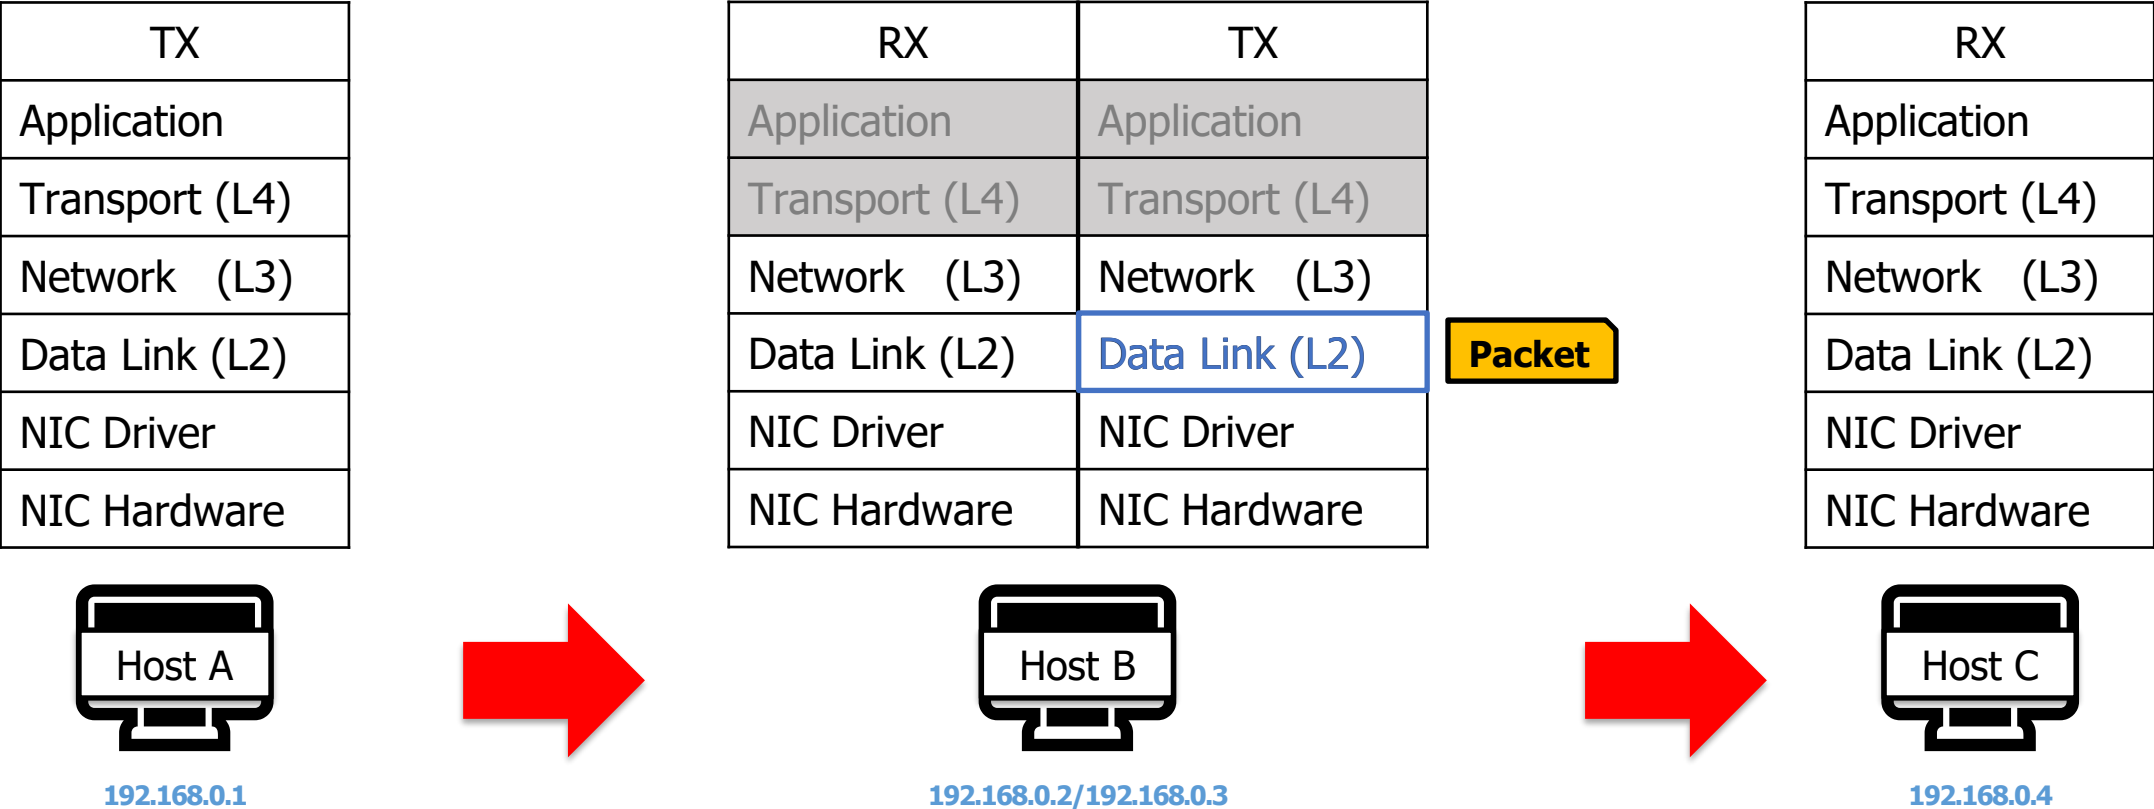 TX
Application
Transport (L4)
Network (L3)
Data Link (L2)
NIC Driver
NIC Hardware
Host A
192.168.0.1
RX
Application
Transport (L4)
Network (L3)
Data Link (L2)
NIC Driver
NIC Hardware
TX
Application
Transport (L4)
Network (L3)
Data Link (L2)
NIC Driver
NIC Hardware
Packet
Host B
192.168.0.2/192.168.0.3
RX
Application
Transport (L4)
Network (L3)
Data Link (L2)
NIC Driver
NIC Hardware
Host C
192.168.0.4